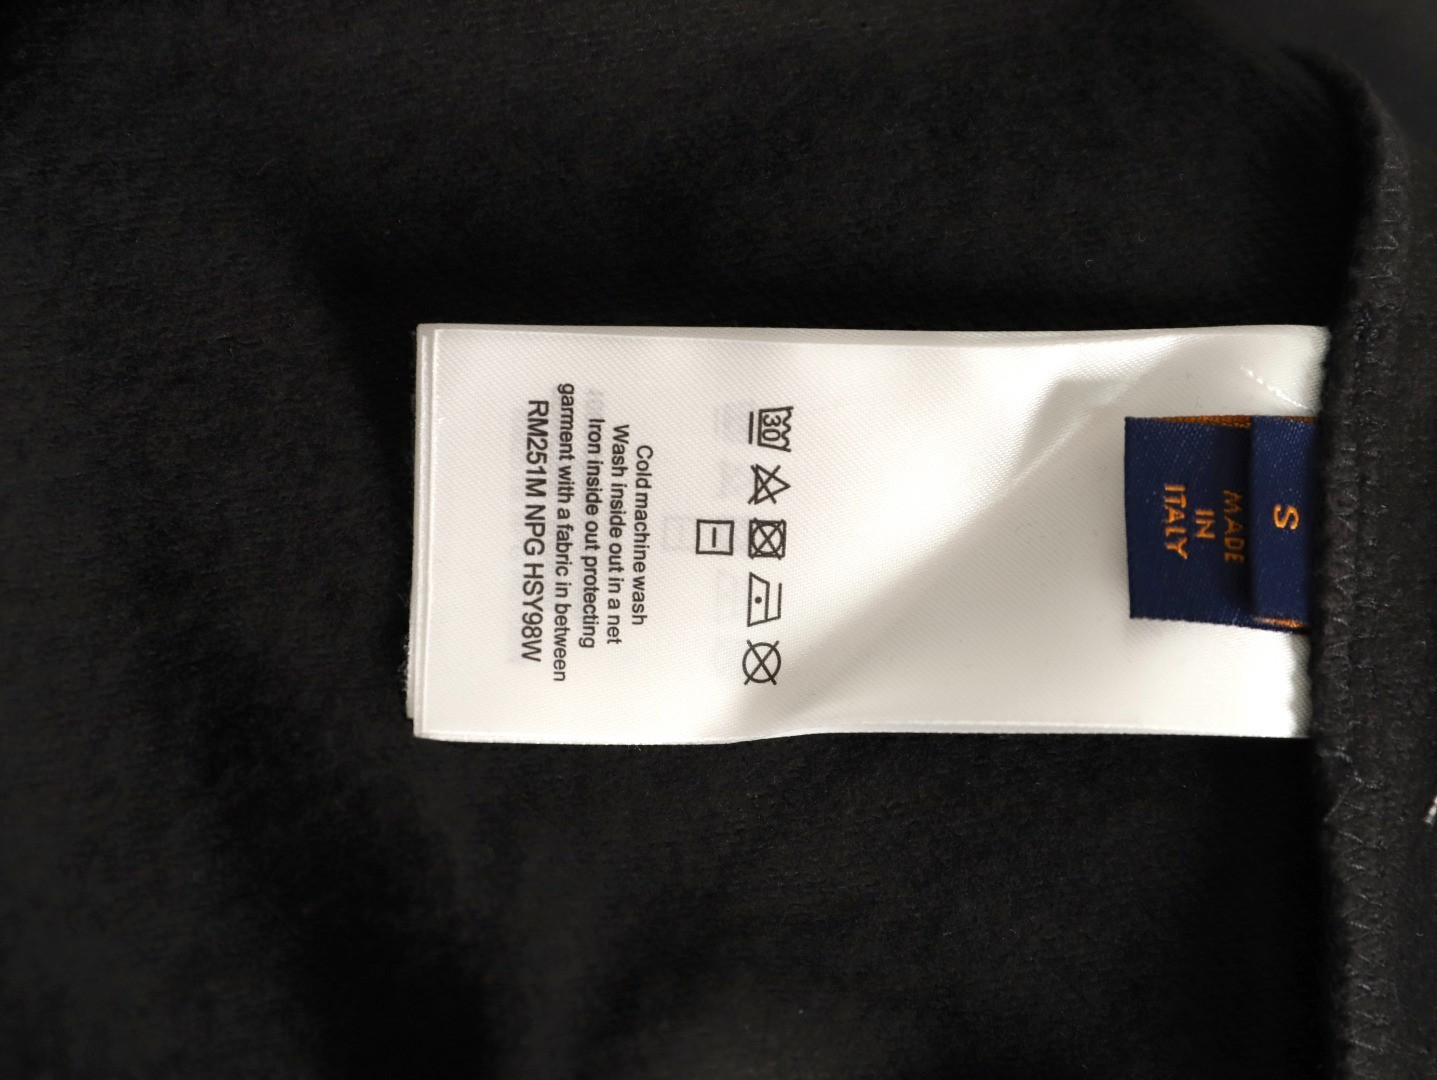 S
MADE
IN
ITALY
30
Cold machine wash
Wash inside out in a net
Iron inside out protecting
garment with a fabric in between
RM251M NPG HSY98W